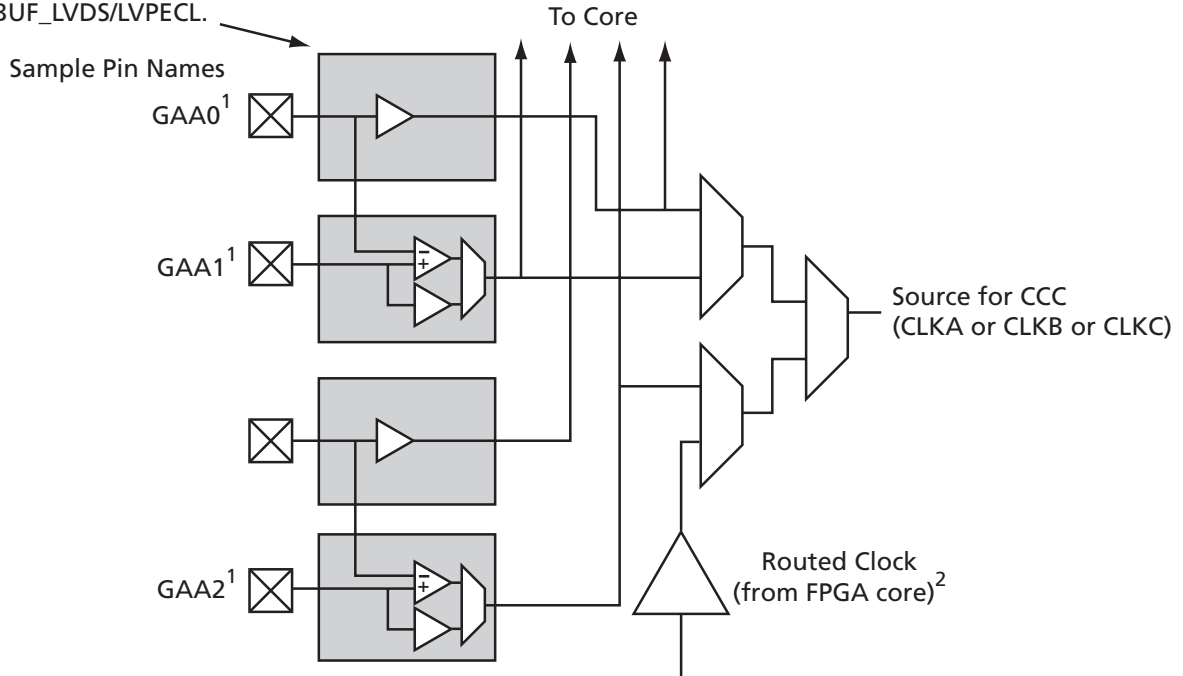 BUF_LVDS/LVPECL.
To Core
Sample Pin Names
GAA0¹
GAA1¹
− +
Source for CCC
(CLKA or CLKB or CLKC)
GAA2¹
− +
Routed Clock
(from FPGA core)²